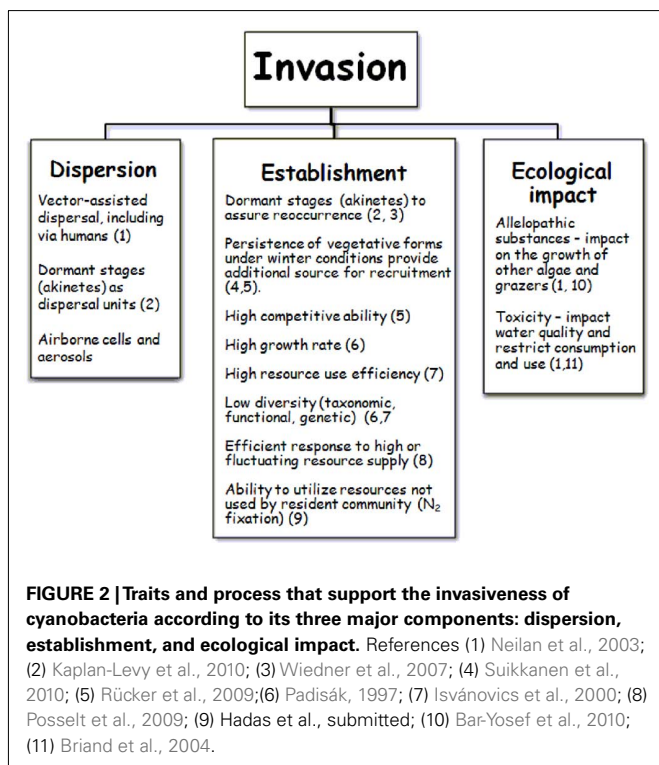 Invasion
Dispersion
Vector-assisted
dispersal, including
via humans (1)
Dormant stages
(akinetes) as
dispersal units (2)
Airborne cells and
aerosols
Establishment
Dormant stages (akinetes) to
assure reoccurrence (2, 3)
Persistence of vegetative forms
under winter conditions provide
additional source for recruitment
(4,5).
High competitive ability (5)
High growth rate (6)
High resource use efficiency (7)
Low diversity (taxonomic,
functional, genetic) (6,7
Efficient response to high or
fluctuating resource supply (8)
Ability to utilize resources not
used by resident community (N₂
fixation) (9)
Ecological
impact
Allelopathic
substances – impact
on the growth of
other algae and
grazers (1, 10)
Toxicity – impact
water quality and
restrict consumption
and use (1,11)
FIGURE 2 | Traits and process that support the invasiveness of
cyanobacteria according to its three major components: dispersion,
establishment, and ecological impact. References (1) Neilan et al., 2003;
(2) Kaplan-Levy et al., 2010; (3) Wiedner et al., 2007; (4) Suikkanen et al.,
2010; (5) Rücker et al., 2009;(6) Padisák, 1997; (7) Isvánovics et al., 2000; (8)
Posselt et al., 2009; (9) Hadas et al., submitted; (10) Bar-Yosef et al., 2010;
(11) Briand et al., 2004.